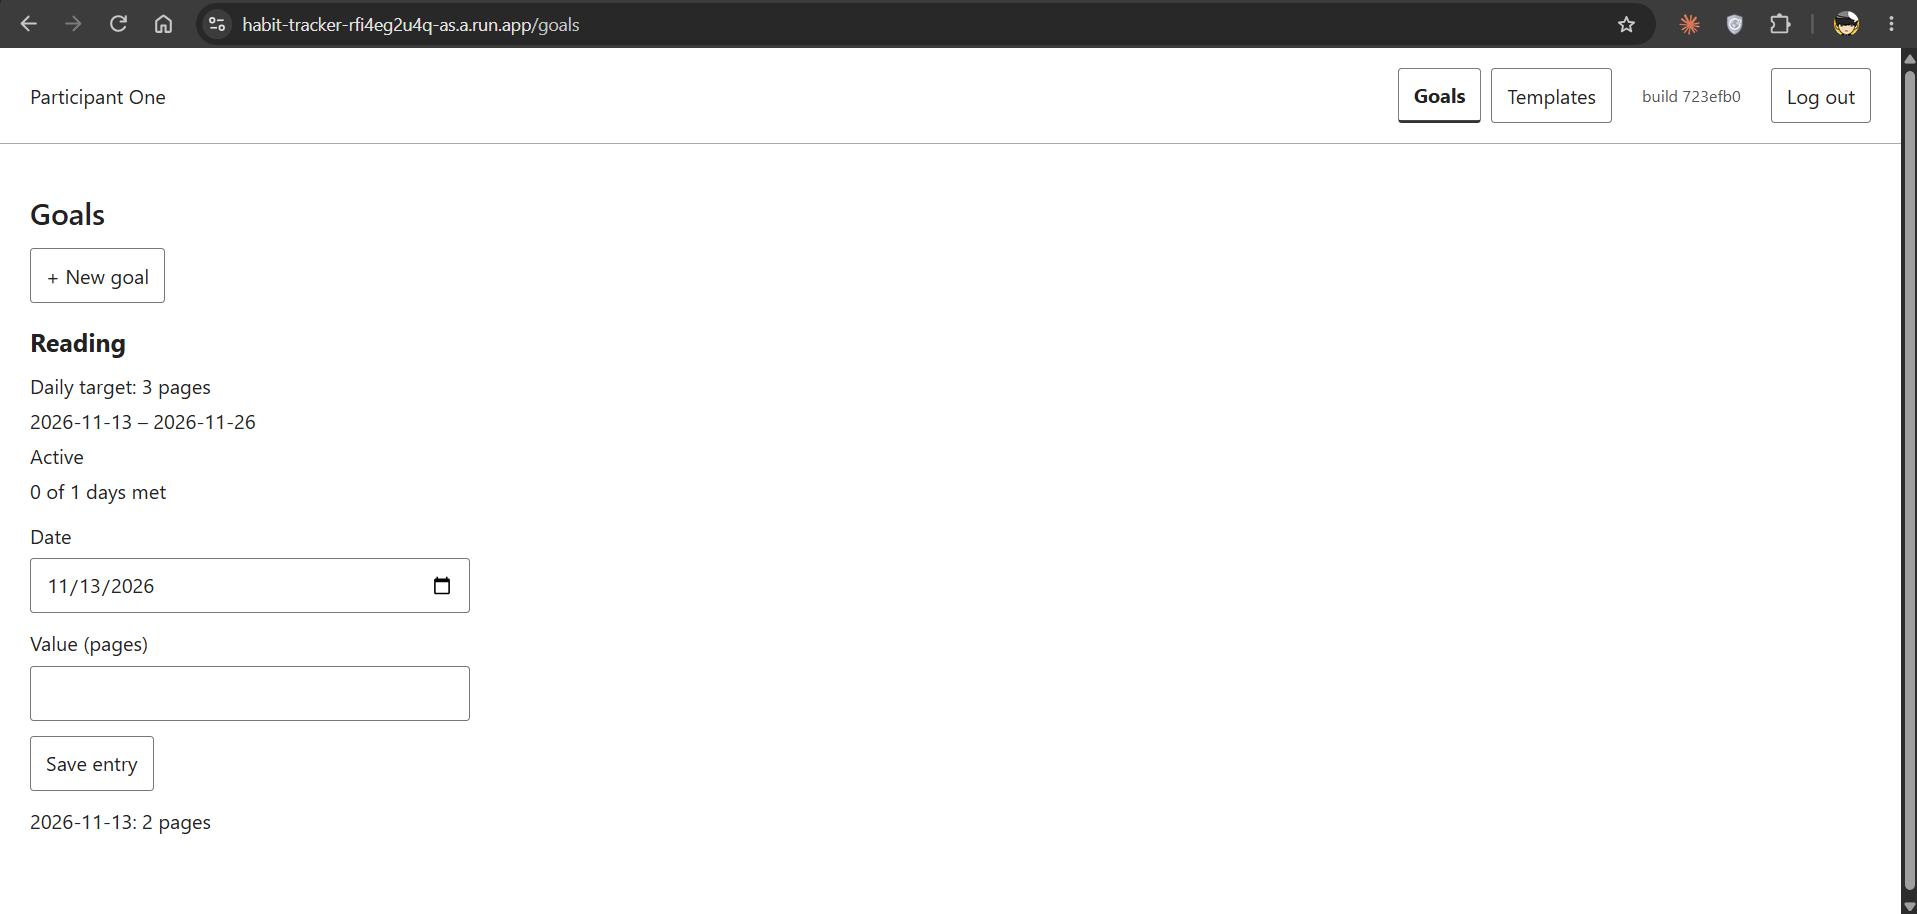 habit-tracker-rfi4eg2u4q-as.a.run.app/goals
Participant One
Goals
Templates
build 723efb0
Log out
Goals
+ New goal
Reading
Daily target: 3 pages
2026-11-13 – 2026-11-26
Active
0 of 1 days met
Date
11/13/2026
Value (pages)
Save entry
2026-11-13: 2 pages